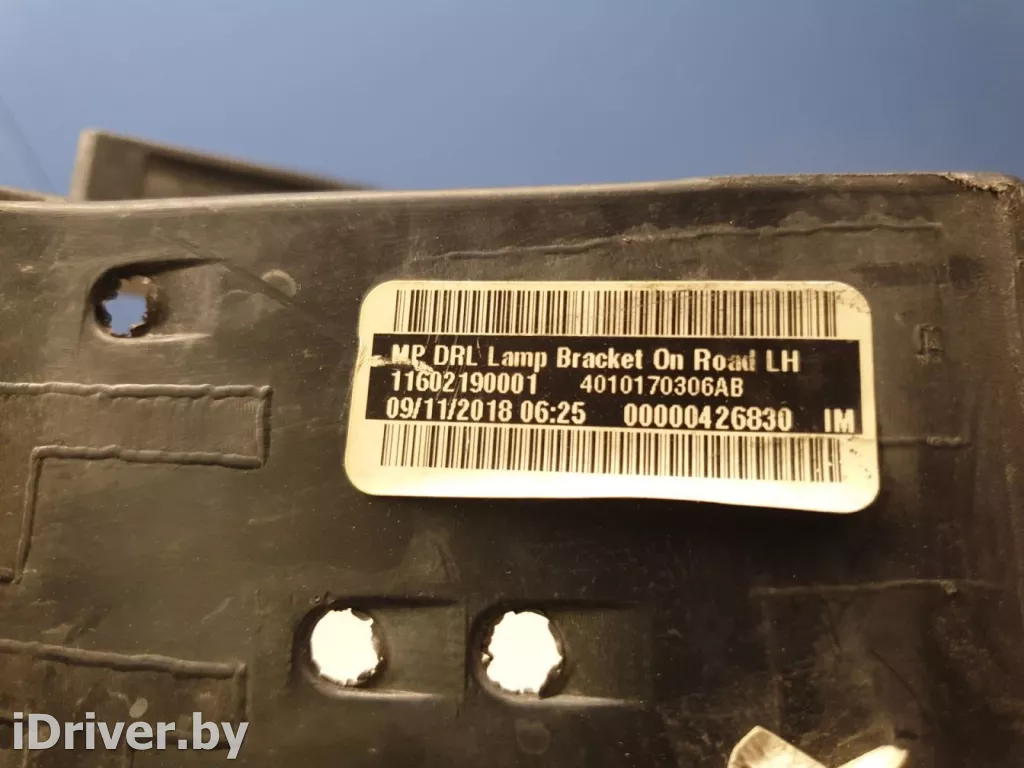 MP DRL Lamp Bracket On Road LH
11602190001 4010170306AB
09/11/2018 06:25 00000426830 IM
iDriver.by